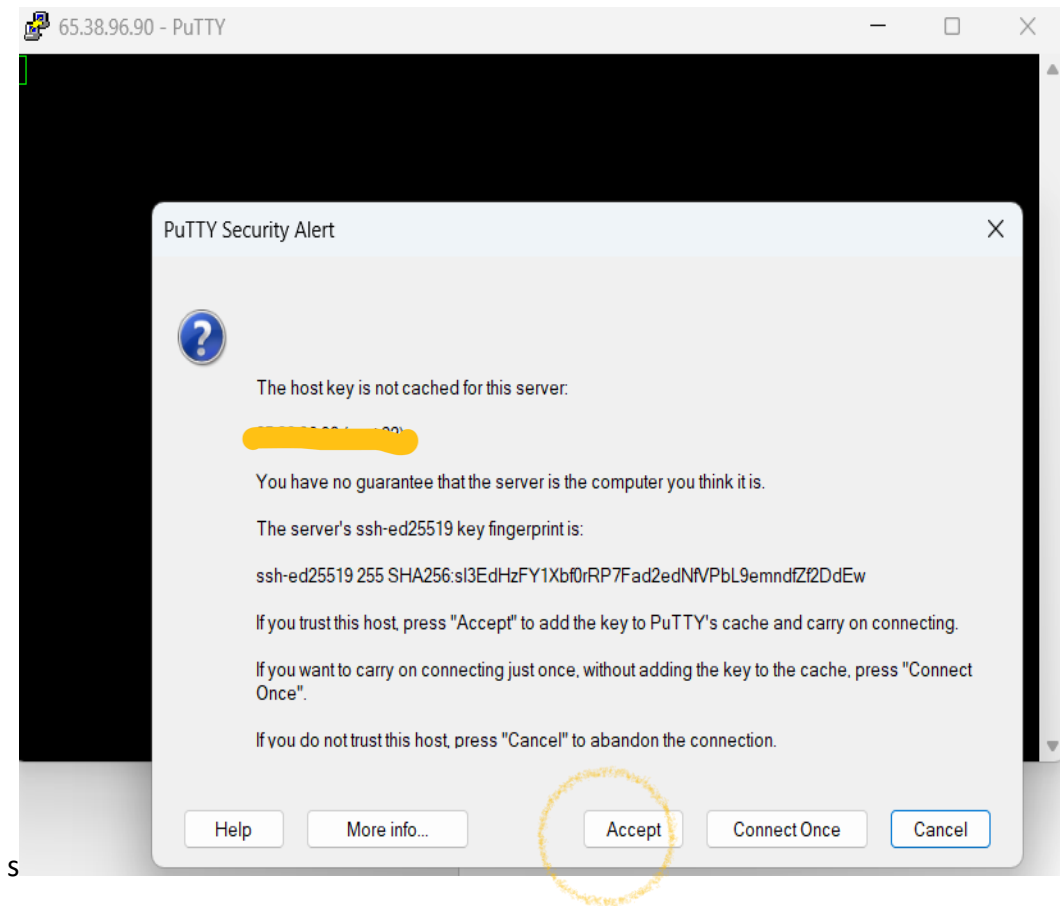 65.38.96.90 - PuTTY
PuTTY Security Alert
The host key is not cached for this server:
You have no guarantee that the server is the computer you think it is.
The server's ssh-ed25519 key fingerprint is:
ssh-ed25519 255 SHA256:sl3EdHzFY1Xbf0rRP7Fad2edNfVPbL9emndfZf2DdEw
If you trust this host, press "Accept" to add the key to PuTTY's cache and carry on connecting.
If you want to carry on connecting just once, without adding the key to the cache, press "Connect
Once".
If you do not trust this host, press "Cancel" to abandon the connection.
Help More info... Accept Connect Once Cancel
s